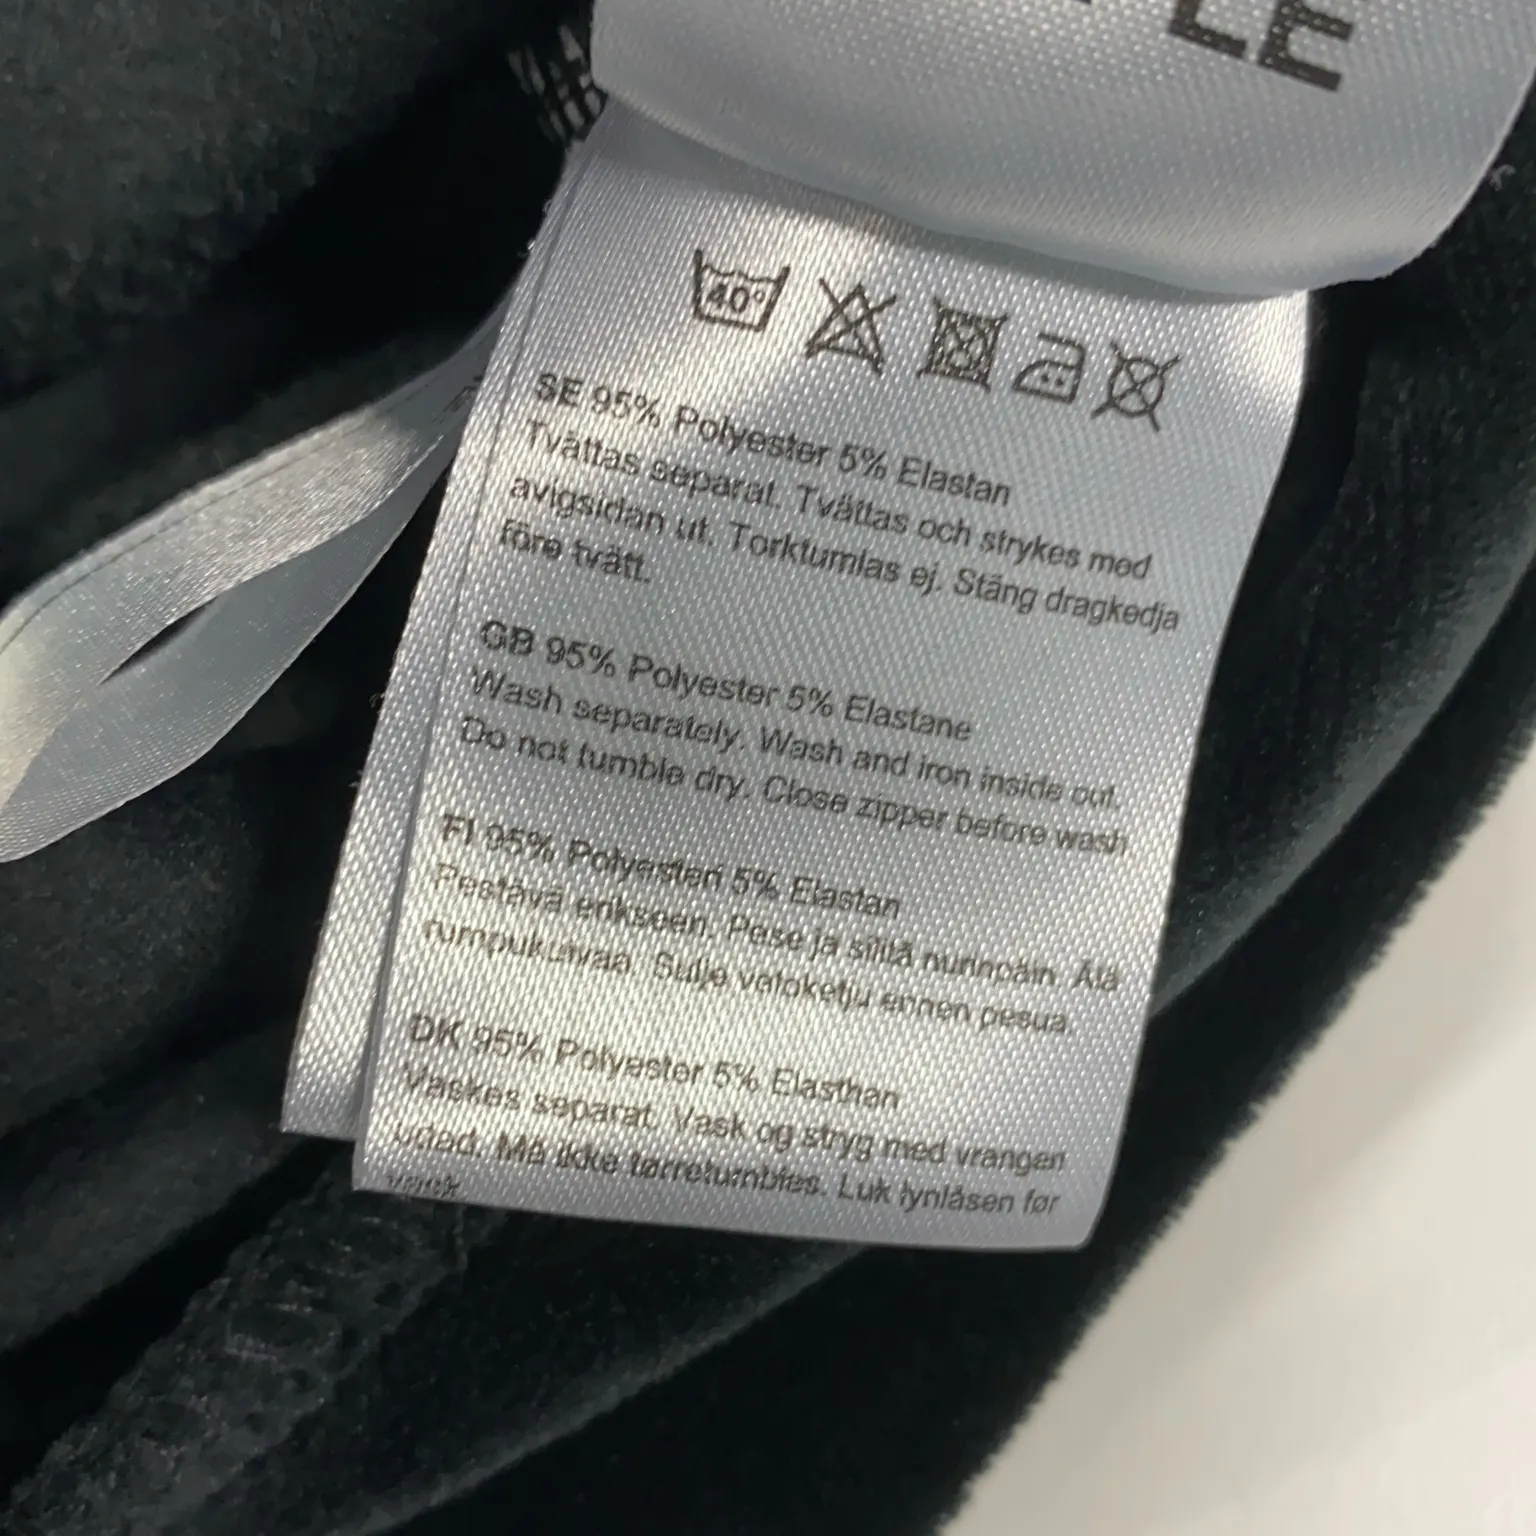 LE
40°
SE 95% Polyester 5% Elastan
Tvättas separat. Tvättas och strykes med
avigsidan ut. Torktumlas ej. Stäng dragkedja
före tvätt.
GB 95% Polyester 5% Elastane
Wash separately. Wash and iron inside out.
Do not tumble dry. Close zipper before wash
FI 95% Polyesteri 5% Elastan
Pestävä erikseen. Pese ja silitä nurinpäin. Älä
rumpukuivaa. Sulje vetoketju ennen pesua.
DK 95% Polyester 5% Elasthan
Vaskes separat. Vask og stryg med vrangen
udad. Må ikke tørretumbles. Luk lynlåsen før